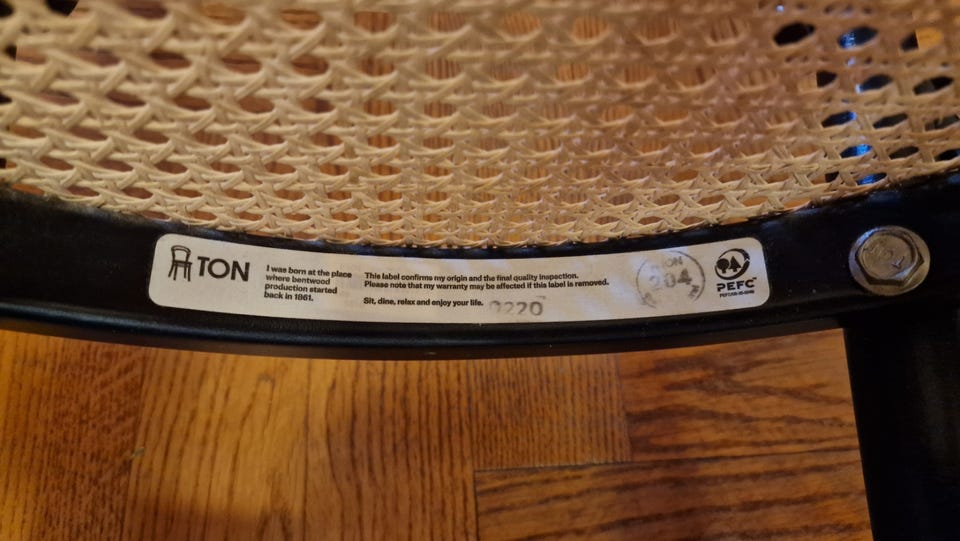 TON
I was born at the place
where bentwood
production started
back in 1861.
This label confirms my origin and the final quality inspection.
Please note that my warranty may be affected if this label is removed.
Sit, dine, relax and enjoy your life.
0220
204
PEFC